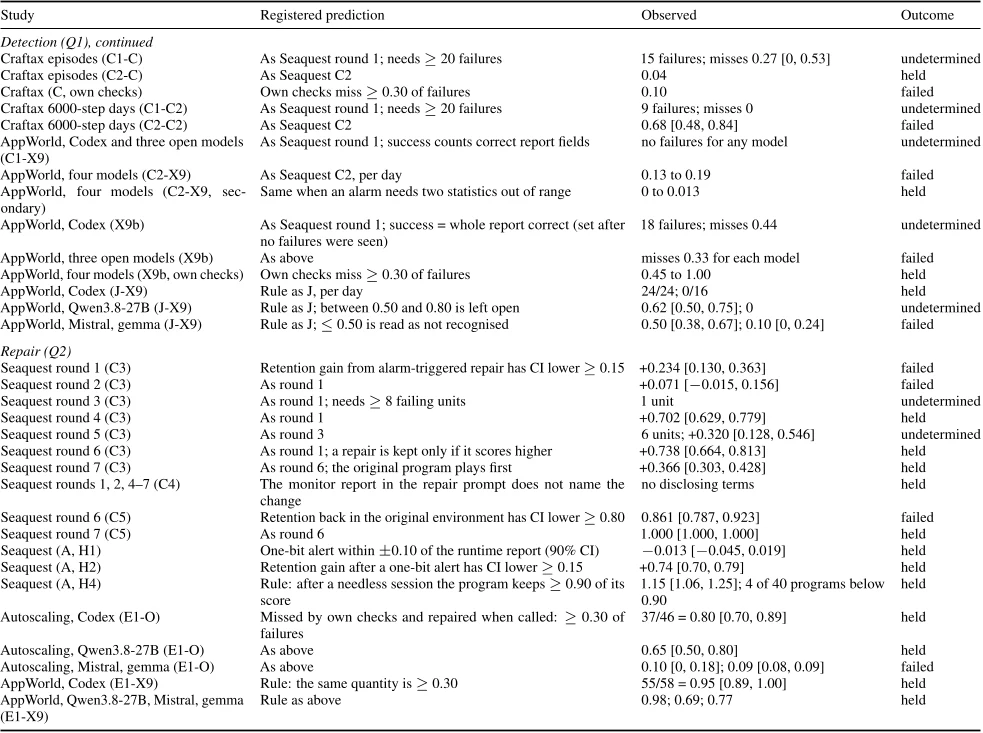 Study Registered prediction Observed Outcome
Detection (Q1), continued
Craftax episodes (C1-C) As Seaquest round 1; needs ≥ 20 failures 15 failures; misses 0.27 [0, 0.53] undetermined
Craftax episodes (C2-C) As Seaquest C2 0.04 held
Craftax (C, own checks) Own checks miss ≥ 0.30 of failures 0.10 failed
Craftax 6000-step days (C1-C2) As Seaquest round 1; needs ≥ 20 failures 9 failures; misses 0 undetermined
Craftax 6000-step days (C2-C2) As Seaquest C2 0.68 [0.48, 0.84] failed
AppWorld, Codex and three open models As Seaquest round 1; success counts correct report fields no failures for any model undetermined
(C1-X9)
AppWorld, four models (C2-X9) As Seaquest C2, per day 0.13 to 0.19 failed
AppWorld, four models (C2-X9, sec- Same when an alarm needs two statistics out of range 0 to 0.013 held
ondary)
AppWorld, Codex (X9b) As Seaquest round 1; success = whole report correct (set after 18 failures; misses 0.44 undetermined
no failures were seen)
AppWorld, three open models (X9b) As above misses 0.33 for each model failed
AppWorld, four models (X9b, own checks) Own checks miss ≥ 0.30 of failures 0.45 to 1.00 held
AppWorld, Codex (J-X9) Rule as J, per day 24/24; 0/16 held
AppWorld, Qwen3.8-27B (J-X9) Rule as J; between 0.50 and 0.80 is left open 0.62 [0.50, 0.75]; 0 undetermined
AppWorld, Mistral, gemma (J-X9) Rule as J; ≤ 0.50 is read as not recognised 0.50 [0.38, 0.67]; 0.10 [0, 0.24] failed
Repair (Q2)
Seaquest round 1 (C3) Retention gain from alarm-triggered repair has CI lower ≥ 0.15 +0.234 [0.130, 0.363] failed
Seaquest round 2 (C3) As round 1 +0.071 [−0.015, 0.156] failed
Seaquest round 3 (C3) As round 1; needs ≥ 8 failing units 1 unit undetermined
Seaquest round 4 (C3) As round 1 +0.702 [0.629, 0.779] held
Seaquest round 5 (C3) As round 3 6 units; +0.320 [0.128, 0.546] undetermined
Seaquest round 6 (C3) As round 1; a repair is kept only if it scores higher +0.738 [0.664, 0.813] held
Seaquest round 7 (C3) As round 6; the original program plays first +0.366 [0.303, 0.428] held
Seaquest rounds 1, 2, 4–7 (C4) The monitor report in the repair prompt does not name the no disclosing terms held
change
Seaquest round 6 (C5) Retention back in the original environment has CI lower ≥ 0.80 0.861 [0.787, 0.923] failed
Seaquest round 7 (C5) As round 6 1.000 [1.000, 1.000] held
Seaquest (A, H1) One-bit alert within ±0.10 of the runtime report (90% CI) −0.013 [−0.045, 0.019] held
Seaquest (A, H2) Retention gain after a one-bit alert has CI lower ≥ 0.15 +0.74 [0.70, 0.79] held
Seaquest (A, H4) Rule: after a needless session the program keeps ≥ 0.90 of its 1.15 [1.06, 1.25]; 4 of 40 programs below held
score 0.90
Autoscaling, Codex (E1-O) Missed by own checks and repaired when called: ≥ 0.30 of 37/46 = 0.80 [0.70, 0.89] held
failures
Autoscaling, Qwen3.8-27B (E1-O) As above 0.65 [0.50, 0.80] held
Autoscaling, Mistral, gemma (E1-O) As above 0.10 [0, 0.18]; 0.09 [0.08, 0.09] failed
AppWorld, Codex (E1-X9) Rule: the same quantity is ≥ 0.30 55/58 = 0.95 [0.89, 1.00] held
AppWorld, Qwen3.8-27B, Mistral, gemma Rule as above 0.98; 0.69; 0.77 held
(E1-X9)